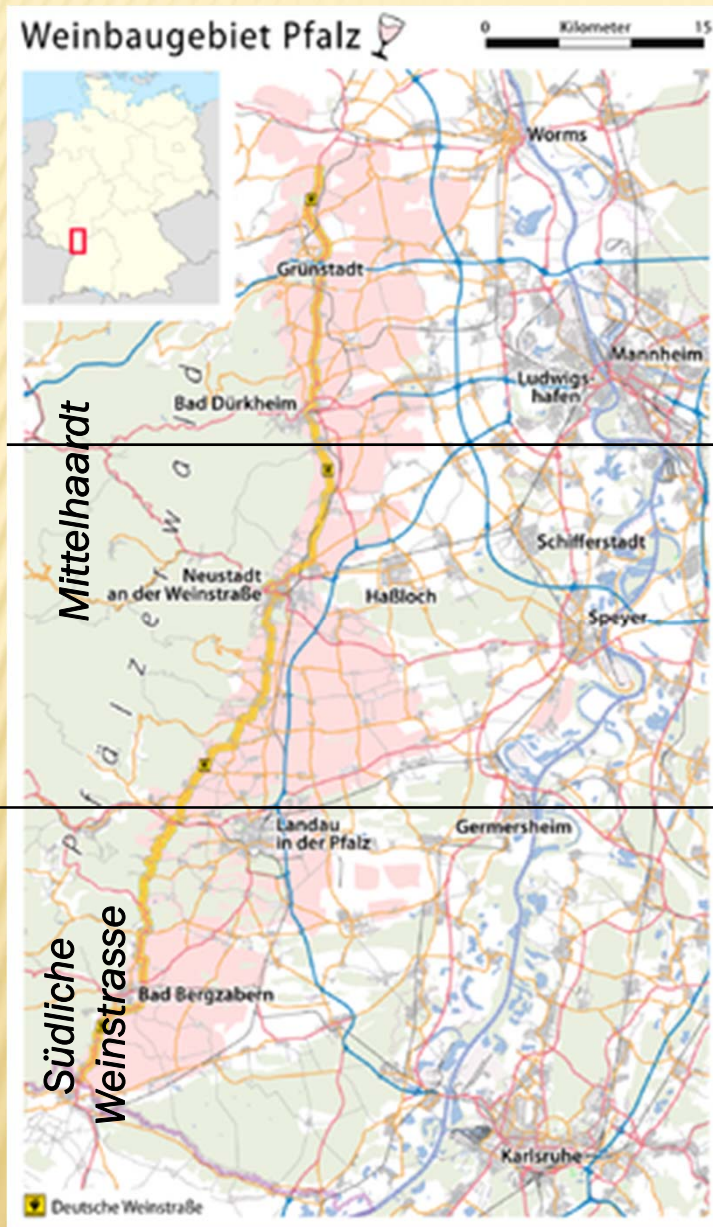 Weinbaugebiet Pfalz
0 Kilometer 15
Worms
Grünstadt
Mannheim
Ludwigs-
hafen
Bad Dürkheim
Mittelhaardt
Pfälzerwald
Schifferstadt
Neustadt
an der Weinstraße
Haßloch
Speyer
Landau
in der Pfalz
Germersheim
Südliche
Weinstrasse
Bad Bergzabern
Karlsruhe
Deutsche Weinstraße